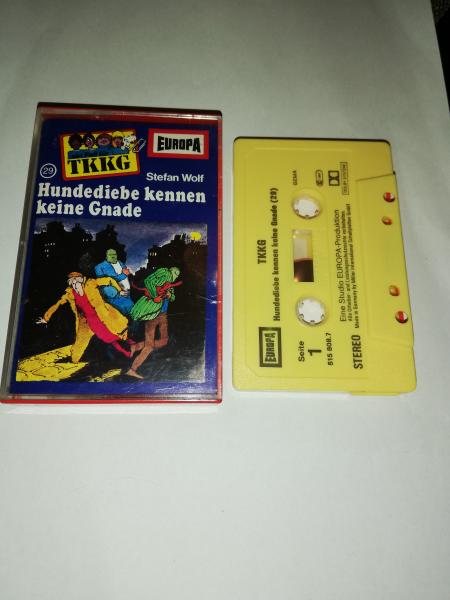 29
TKKG
EUROPA
Stefan Wolf
Hundediebe kennen
keine Gnade
EUROPA
Seite
1
515 808.7
STEREO
TKKG
Hundediebe kennen keine Gnade (29)
Eine Studio EUROPA-Produktion
GEMA